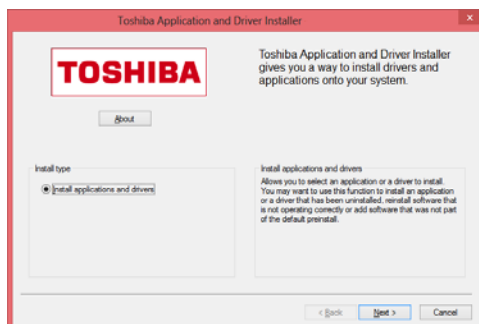 Toshiba Application and Driver Installer
x
TOSHIBA
Toshiba Application and Driver Installer
gives you a way to install drivers and
applications onto your system.
About
Install type
Install applications and drivers
Install applications and drivers
Allows you to select an application or a driver to install.
You may want to use this function to install an application
or a driver that has been uninstalled, reinstall software that
is not operating correctly or add software that was not part
of the default preinstall.
< Back
Next >
Cancel